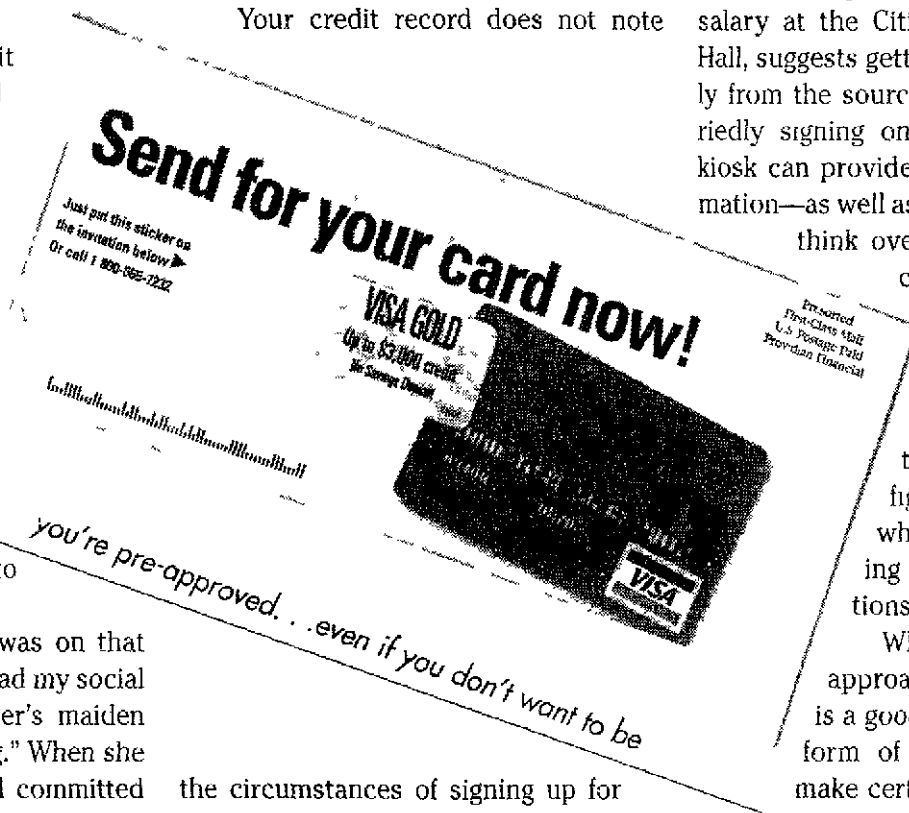 it
to
was on that
ad my social
er's maiden
." When she
l committed
Your credit record does not note
Send for your card now!
Just put this sticker on
the invitation below
Or call 1 800-568-7232
VISA GOLD
Up to $3,000 credit
No Savings Deposit
Presorted
First-Class Mail
U.S. Postage Paid
Providian Financial
VISA
you're pre-approved. . .even if you don't want to be
the circumstances of signing up for
salary at the Citi
Hall, suggests gett
ly from the sourc
riedly signing on
kiosk can provide
mation—as well as
think ove
c
t
fig
wh
ing
tions
Wh
approa
is a goo
form of
make cert